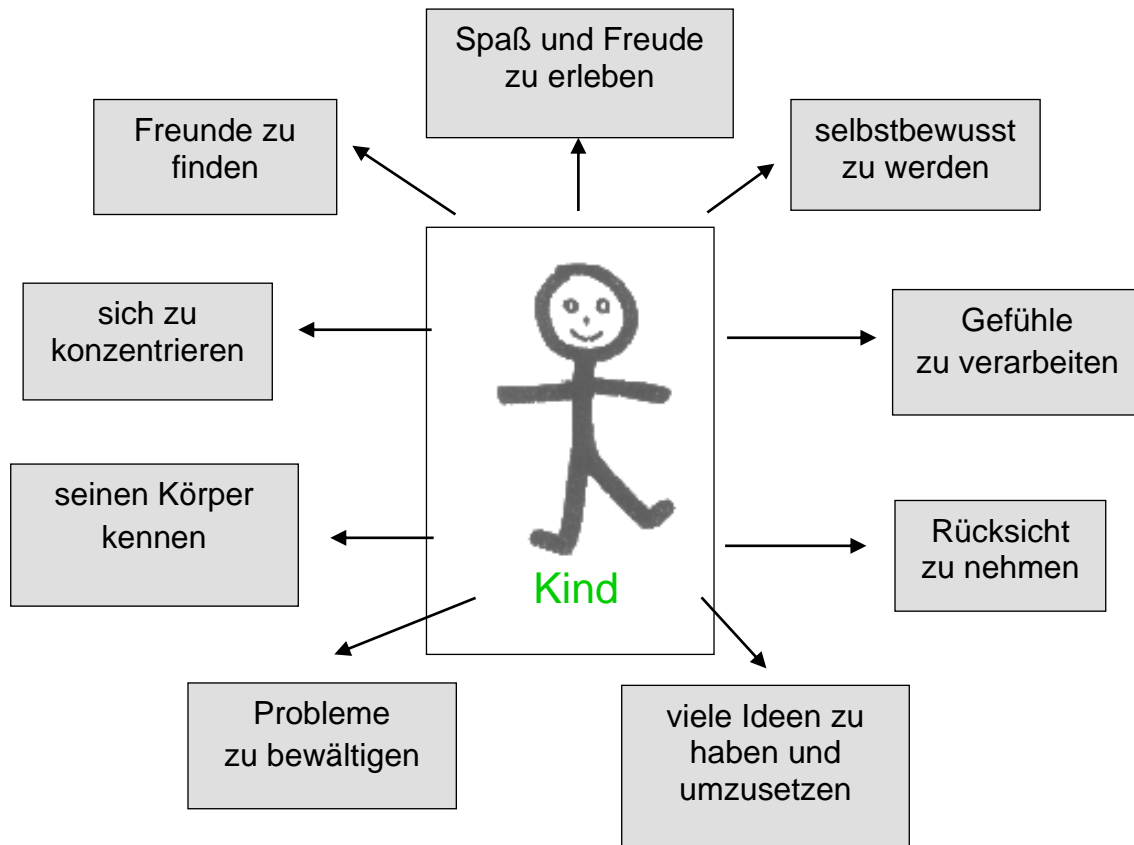 Spaß und Freude
zu erleben
Freunde zu
finden
selbstbewusst
zu werden
sich zu
konzentrieren
Gefühle
zu verarbeiten
seinen Körper
kennen
Rücksicht
zu nehmen
Kind
Probleme
zu bewältigen
viele Ideen zu
haben und
umzusetzen